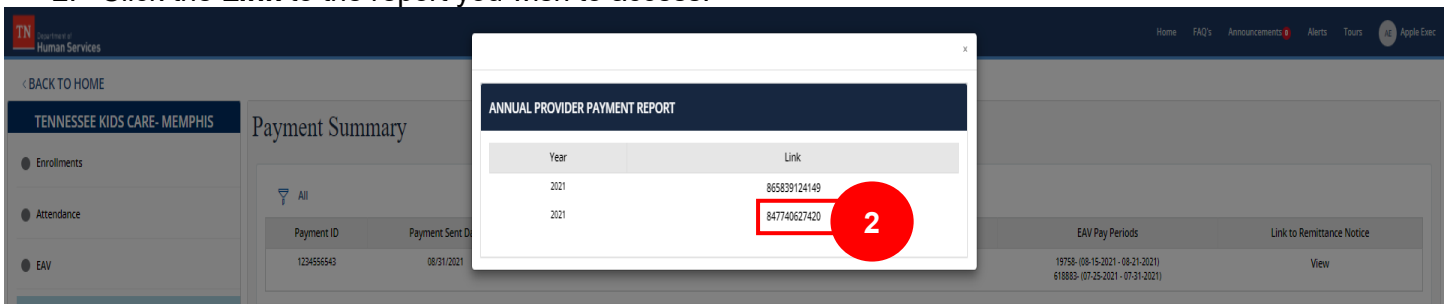 2. Click the Link to the report you wish to access.
TN Department of
Human Services
Home FAQ's Announcements Alerts Tours AE Apple Exec
x
< BACK TO HOME
TENNESSEE KIDS CARE- MEMPHIS
Payment Summary
ANNUAL PROVIDER PAYMENT REPORT
Year Link
2021 865839124149
2021 847740627420
2
Enrollments
Attendance
EAV
All
Payment ID Payment Sent Da EAV Pay Periods Link to Remittance Notice
1234556543 08/31/2021 19758- (08-15-2021 - 08-21-2021) View
618883- (07-25-2021 - 07-31-2021)